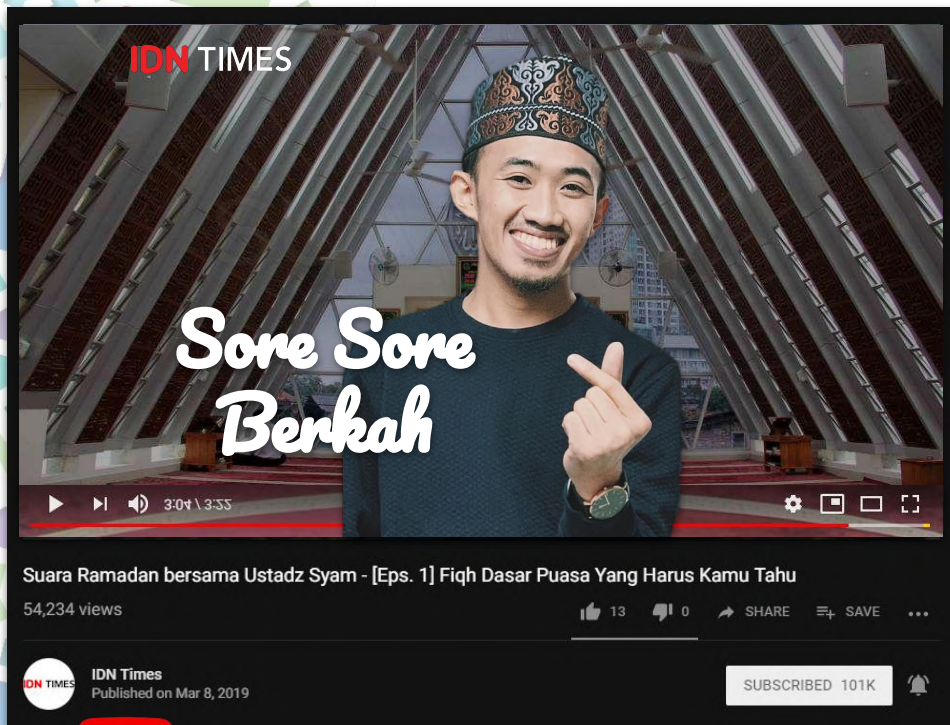 IDN TIMES
Sore Sore
Berkah
3:04 \ 3:22
Suara Ramadan bersama Ustadz Syam - [Eps. 1] Fiqh Dasar Puasa Yang Harus Kamu Tahu
54,234 views
13 0 SHARE SAVE
IDN TIMES
IDN Times
Published on Mar 8, 2019
SUBSCRIBED 101K